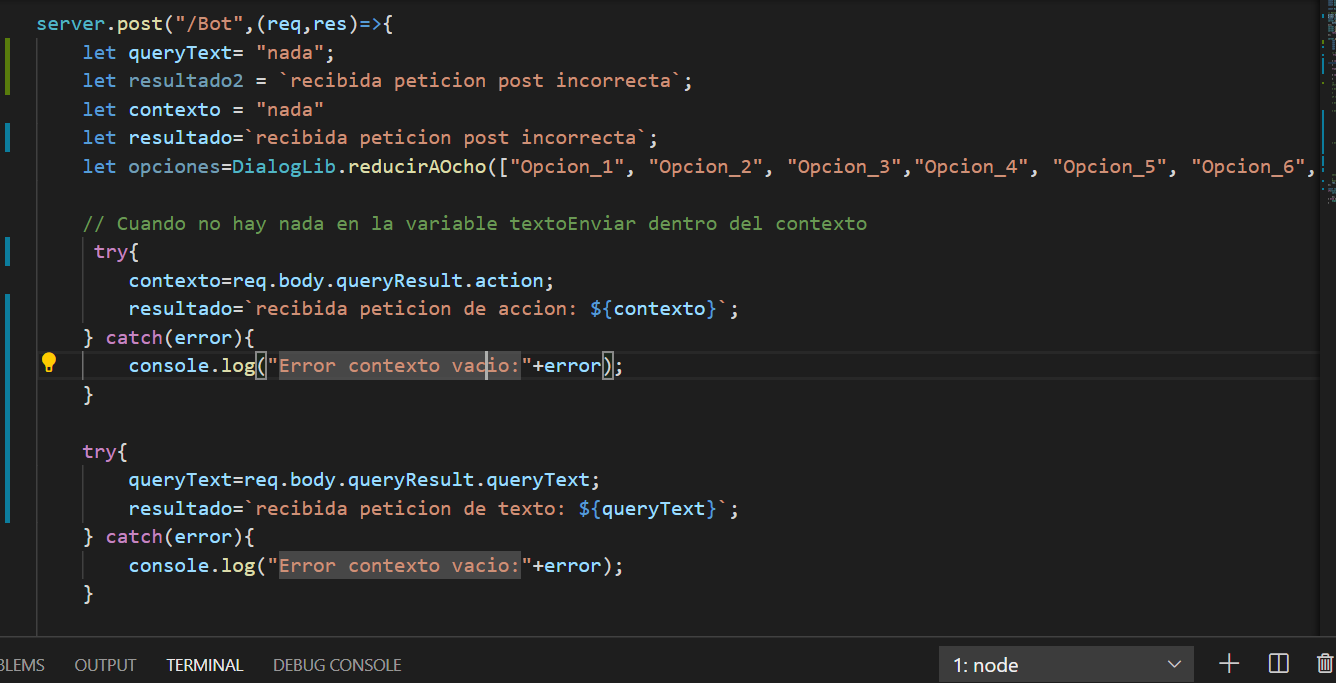 server.post("/Bot",(req,res)=>{
let queryText= "nada";
let resultado2 = `recibida peticion post incorrecta`;
let contexto = "nada"
let resultado=`recibida peticion post incorrecta`;
let opciones=DialogLib.reducirAOcho(["Opcion_1", "Opcion_2", "Opcion_3","Opcion_4", "Opcion_5", "Opcion_6",
// Cuando no hay nada en la variable textoEnviar dentro del contexto
try{
contexto=req.body.queryResult.action;
resultado=`recibida peticion de accion: ${contexto}`;
} catch(error){
console.log("Error contexto vacio:"+error);
}
try{
queryText=req.body.queryResult.queryText;
resultado=`recibida peticion de texto: ${queryText}`;
} catch(error){
console.log("Error contexto vacio:"+error);
}
BLEMS OUTPUT TERMINAL DEBUG CONSOLE 1: node